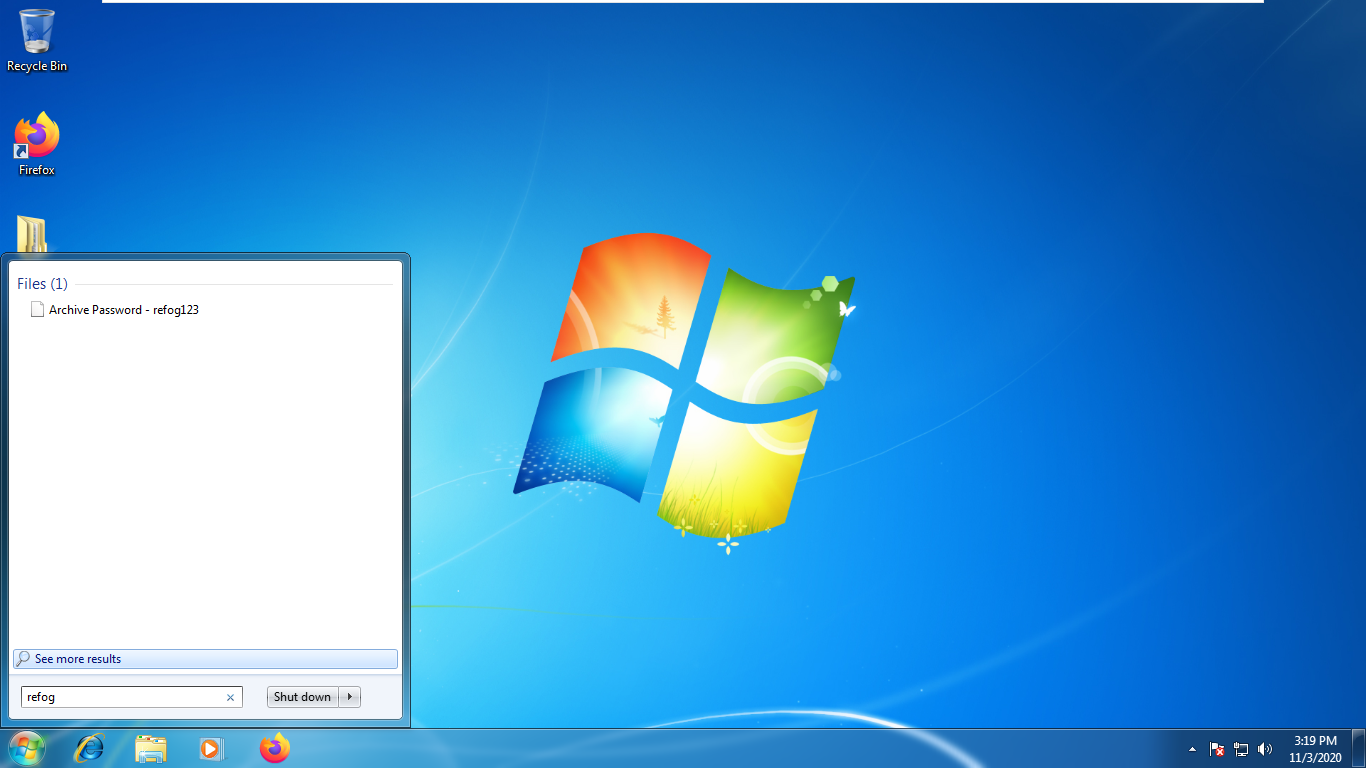 Recycle Bin
Firefox
Files (1)
Archive Password - refog123
See more results
refog
Shut down
3:19 PM
11/3/2020